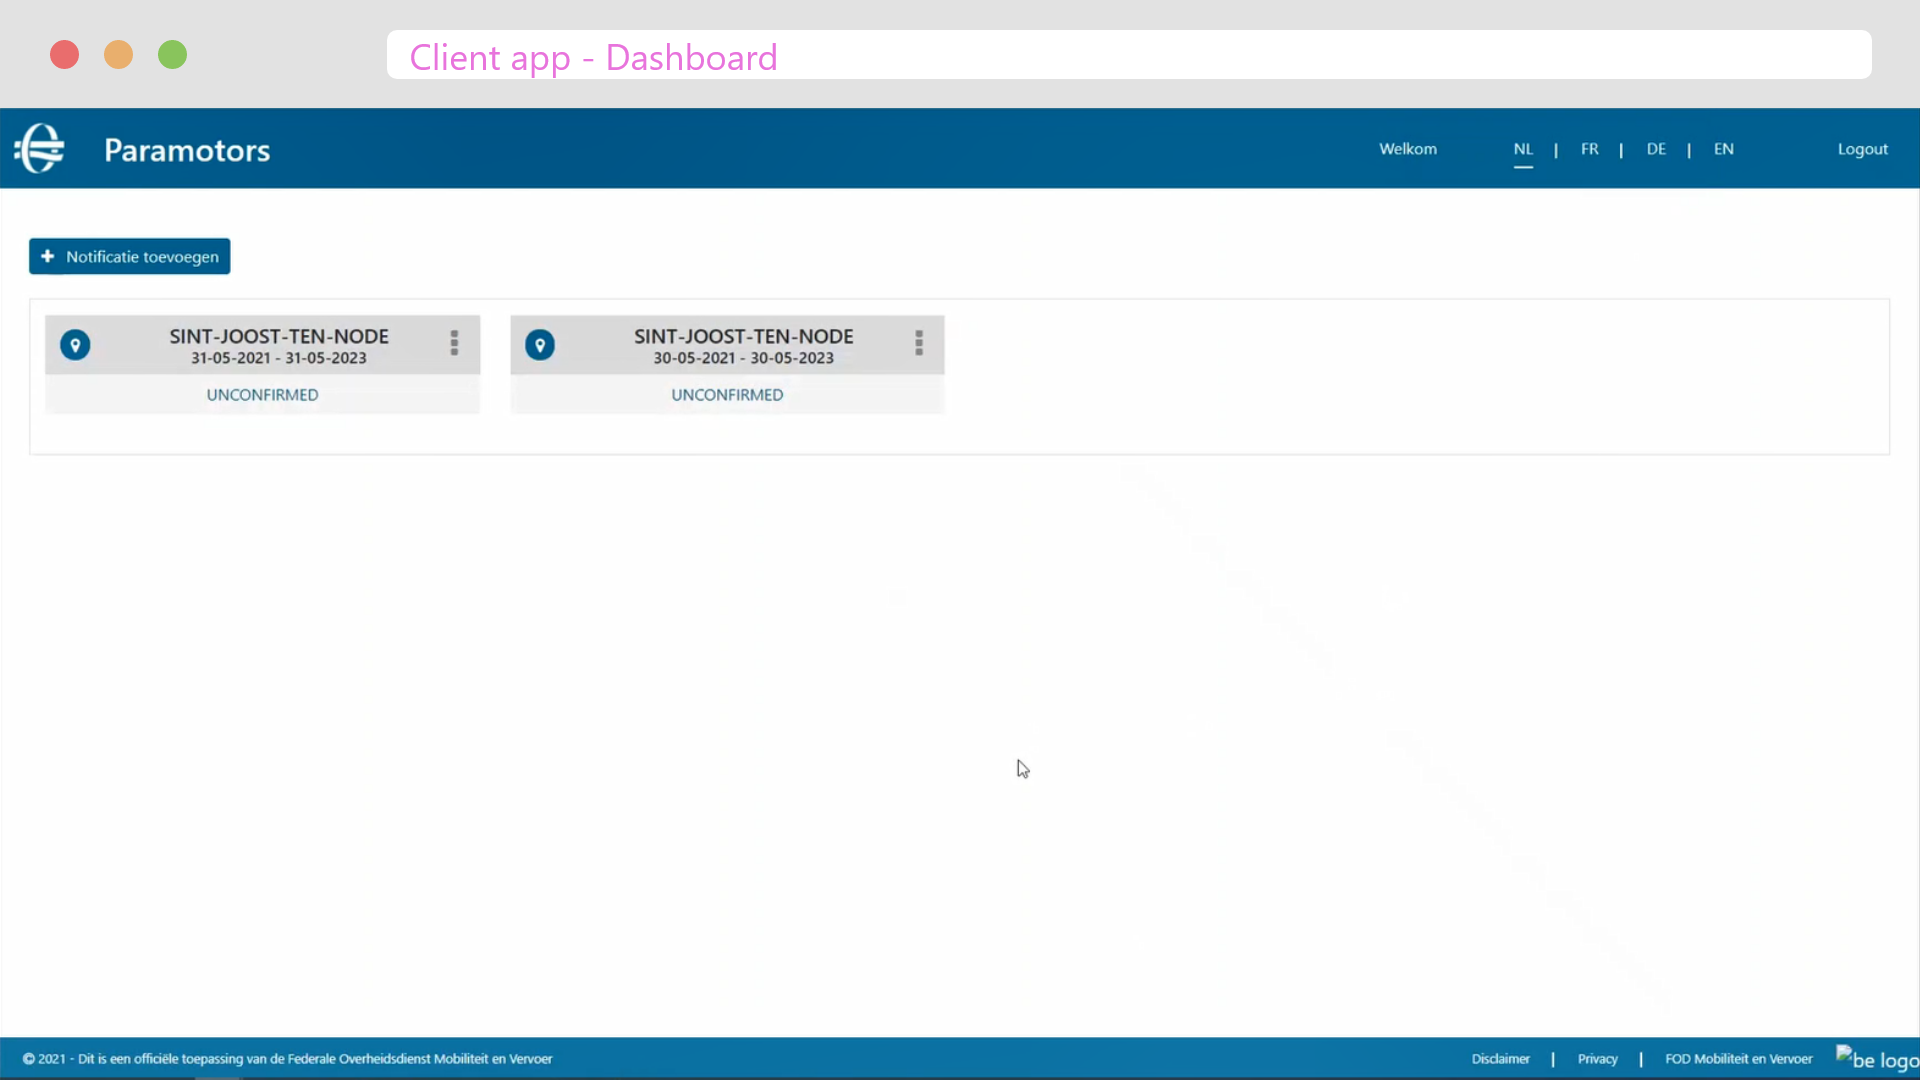 Client app - Dashboard
Paramotors
Welkom NL | FR | DE | EN Logout
Notificatie toevoegen
SINT-JOOST-TEN-NODE
31-05-2021 - 31-05-2023
UNCONFIRMED
SINT-JOOST-TEN-NODE
30-05-2021 - 30-05-2023
UNCONFIRMED
© 2021 - Dit is een officiële toepassing van de Federale Overheidsdienst Mobiliteit en Vervoer
Disclaimer | Privacy | FOD Mobiliteit en Vervoer be logo